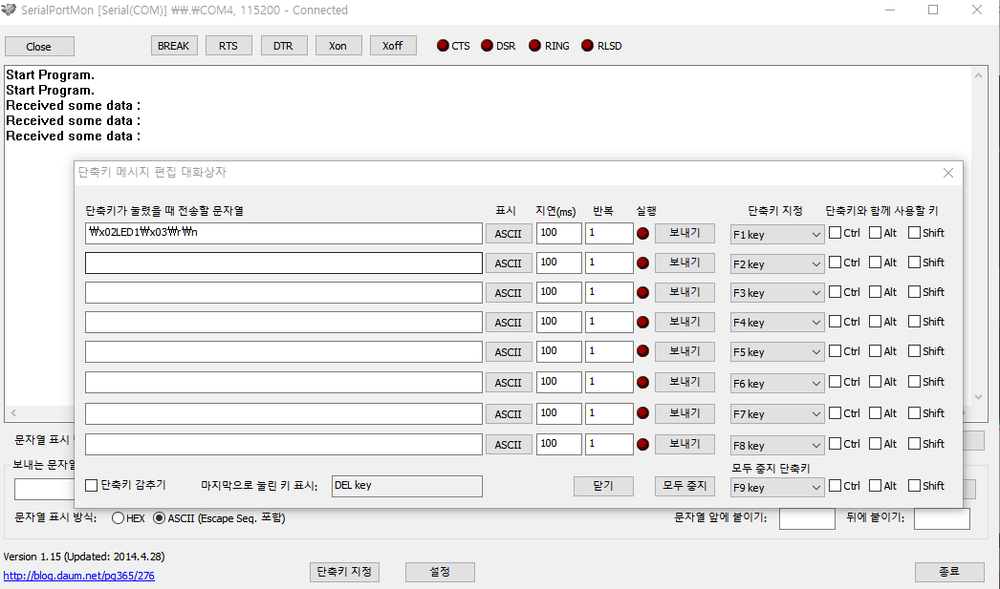 SerialPortMon [Serial(COM)] ₩₩.₩COM4, 115200 - Connected
Close BREAK RTS DTR Xon Xoff CTS DSR RING RLSD
Start Program.
Start Program.
Received some data :
Received some data :
Received some data :
단축키 메시지 편집 대화상자
단축키가 눌렸을 때 전송할 문자열 표시 지연(ms) 반복 실행 단축키 지정 단축키와 함께 사용할 키
₩x02LED1₩x03₩r₩n ASCII 100 1 보내기 F1 key Ctrl Alt Shift
ASCII 100 1 보내기 F2 key Ctrl Alt Shift
ASCII 100 1 보내기 F3 key Ctrl Alt Shift
ASCII 100 1 보내기 F4 key Ctrl Alt Shift
ASCII 100 1 보내기 F5 key Ctrl Alt Shift
ASCII 100 1 보내기 F6 key Ctrl Alt Shift
ASCII 100 1 보내기 F7 key Ctrl Alt Shift
ASCII 100 1 보내기 F8 key Ctrl Alt Shift
모두 중지 단축키
단축키 감추기 마지막으로 눌린 키 표시: DEL key 닫기 모두 중지 F9 key Ctrl Alt Shift
문자열 표시
보내는 문자열
문자열 표시 방식: HEX ASCII (Escape Seq. 포함) 문자열 앞에 붙이기: 뒤에 붙이기:
Version 1.15 (Updated: 2014.4.28)
http://blog.daum.net/pg365/276 단축키 지정 설정 종료